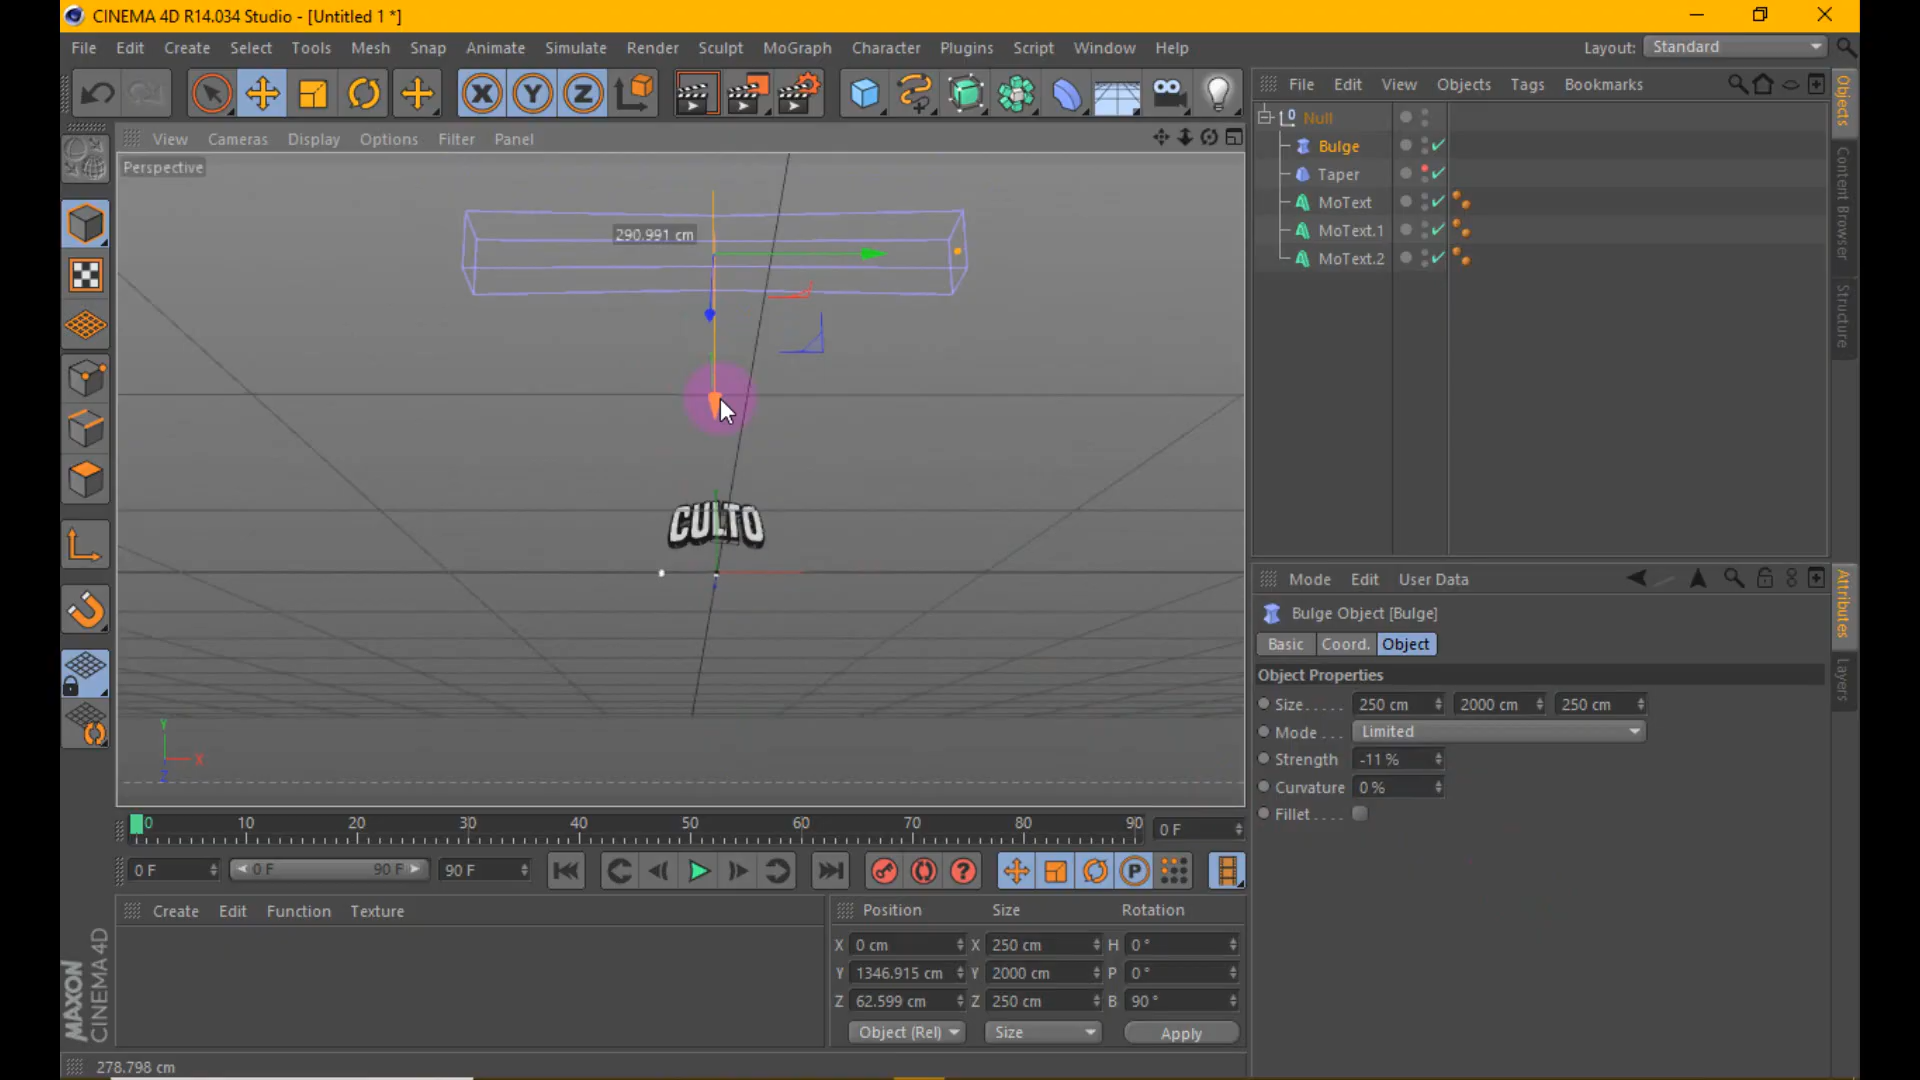 CINEMA 4D R14.034 Studio - [Untitled 1 *]
File Edit Create Select Tools Mesh Snap Animate Simulate Render Sculpt MoGraph Character Plugins Script Window Help Layout: Standard
X Y Z
File Edit View Objects Tags Bookmarks
View Cameras Display Options Filter Panel
Perspective
290.991 cm
CULTO
Y
X
Z
Null
Bulge
Taper
MoText
MoText.1
MoText.2
Objects
Content Browser
Structure
Mode Edit User Data
Bulge Object [Bulge]
Basic Coord. Object
Object Properties
Size..... 250 cm 2000 cm 250 cm
Mode... Limited
Strength -11 %
Curvature 0 %
Fillet....
Attributes
Layers
0 10 20 30 40 50 60 70 80 90 0 F
0 F 0 F 90 F 90 F
P
Create Edit Function Texture
Position Size Rotation
X 0 cm X 250 cm H 0 °
Y 1346.915 cm Y 2000 cm P 0 °
Z 62.599 cm Z 250 cm B 90 °
Object (Rel) Size Apply
MAXON
CINEMA 4D
278.798 cm